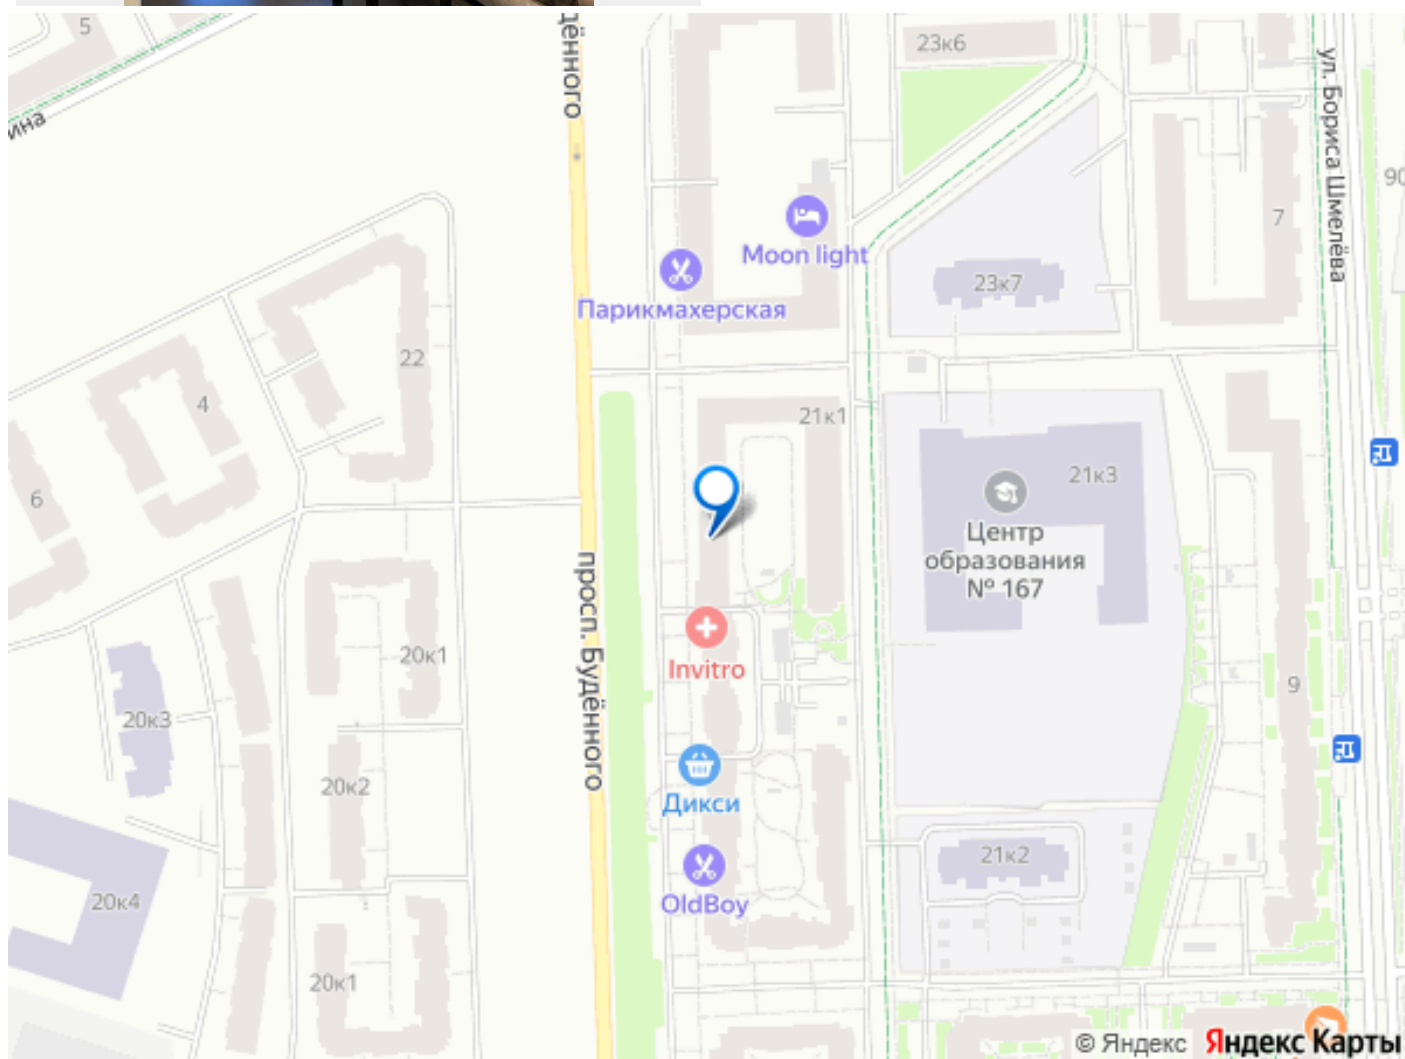 5
дённого
23к6
ул. Бориса Шмелёва
ина
90
7
Moon light
23к7
Парикмахерская
22
4
21к1
6
21к3
Центр
образования
№ 167
просп. Будённого
20к1
Invitro
9
20к3
20к2
Дикси
21к2
20к4
OldBoy
20к1
© Яндекс Яндекс Карты